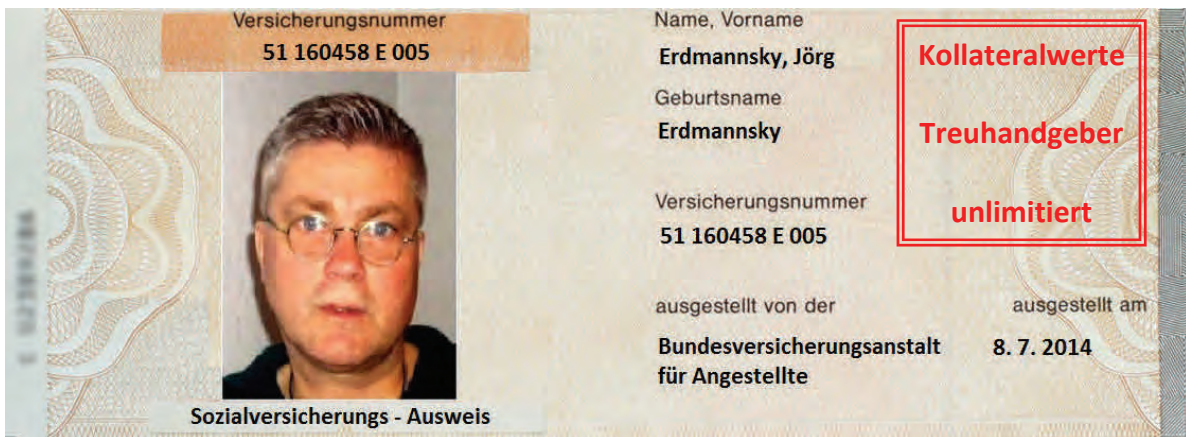 Versicherungsnummer
51 160458 E 005
Sozialversicherungs - Ausweis
Name, Vorname
Erdmannsky, Jörg
Geburtsname
Erdmannsky
Versicherungsnummer
51 160458 E 005
ausgestellt von der
Bundesversicherungsanstalt
für Angestellte
ausgestellt am
8. 7. 2014
Kollateralwerte
Treuhandgeber
unlimitiert